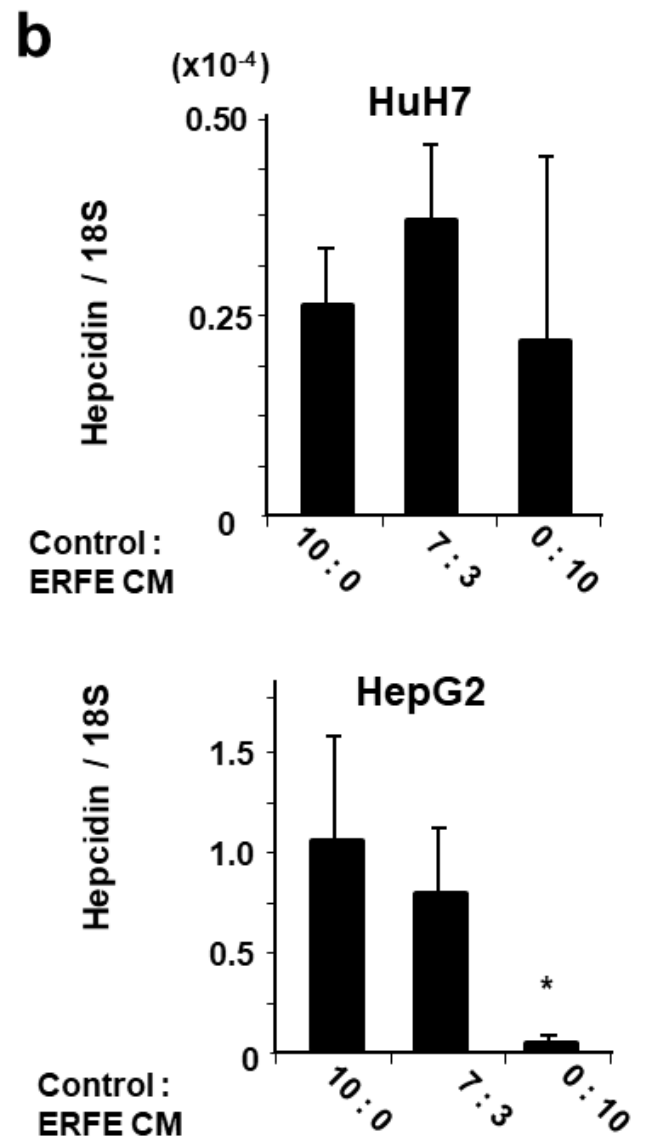 b
(x10-4)
HuH7
0.50
0.25
0
Hepcidin / 18S
Control :
ERFE CM
10 : 0
7 : 3
0 : 10
HepG2
1.5
1.0
0.5
0
Hepcidin / 18S
*
Control :
ERFE CM
10 : 0
7 : 3
0 : 10